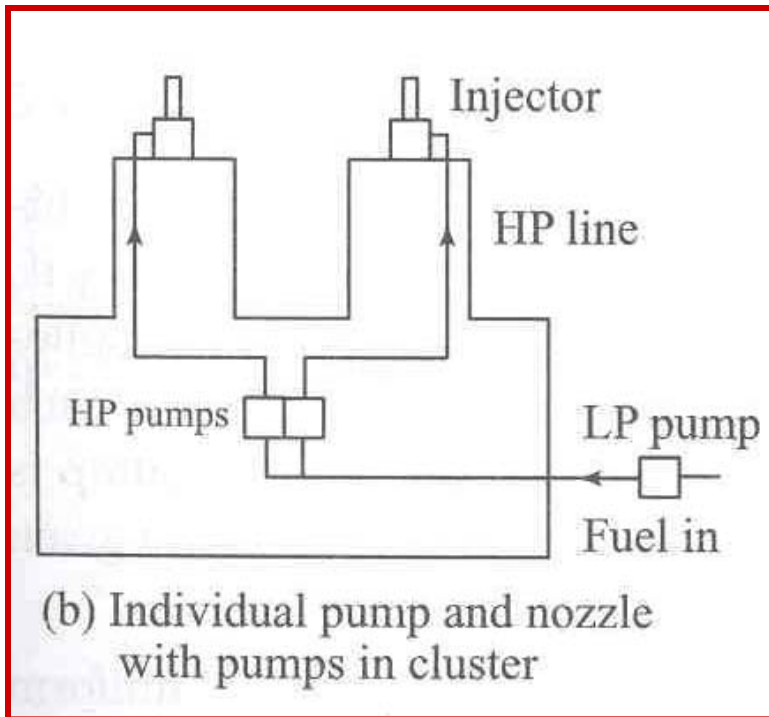 Injector
HP line
HP pumps
LP pump
Fuel in
(b) Individual pump and nozzle
with pumps in cluster